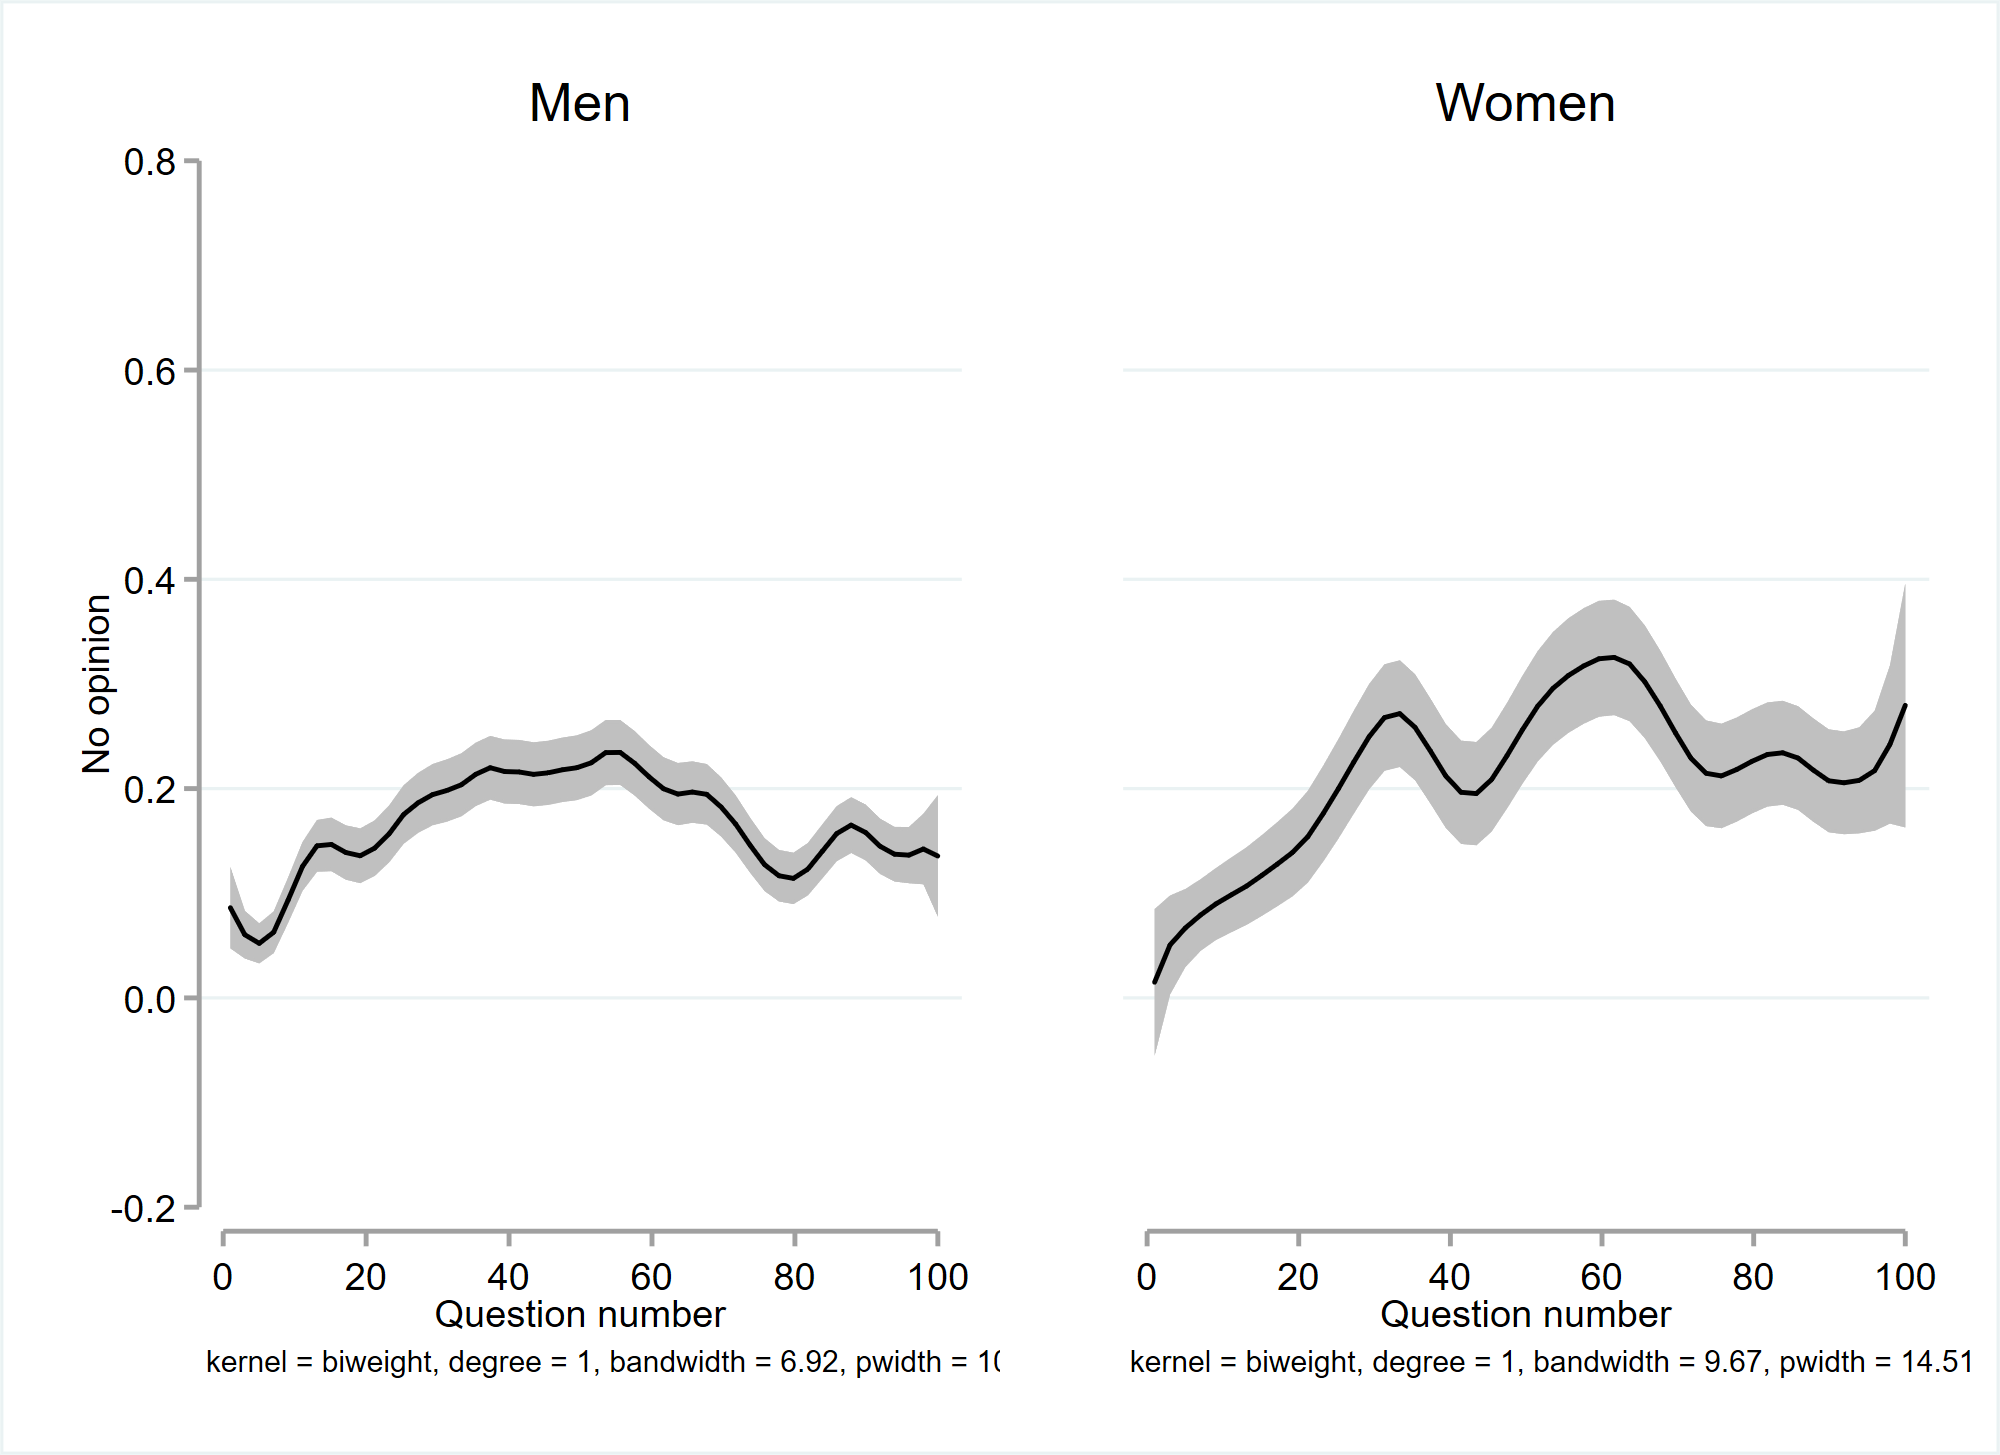 Men
0.8
0.6
0.4
0.2
0.0
-0.2
No opinion
0 20 40 60 80 100
Question number
kernel = biweight, degree = 1, bandwidth = 6.92, pwidth =
Women
0 20 40 60 80 100
Question number
kernel = biweight, degree = 1, bandwidth = 9.67, pwidth = 14.51